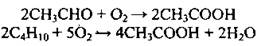 2CH₃CHO + O₂ → 2CH₃COOH
2C₄H₁₀ + 5O₂ ↔ 4CH₃COOH + 2H₂O